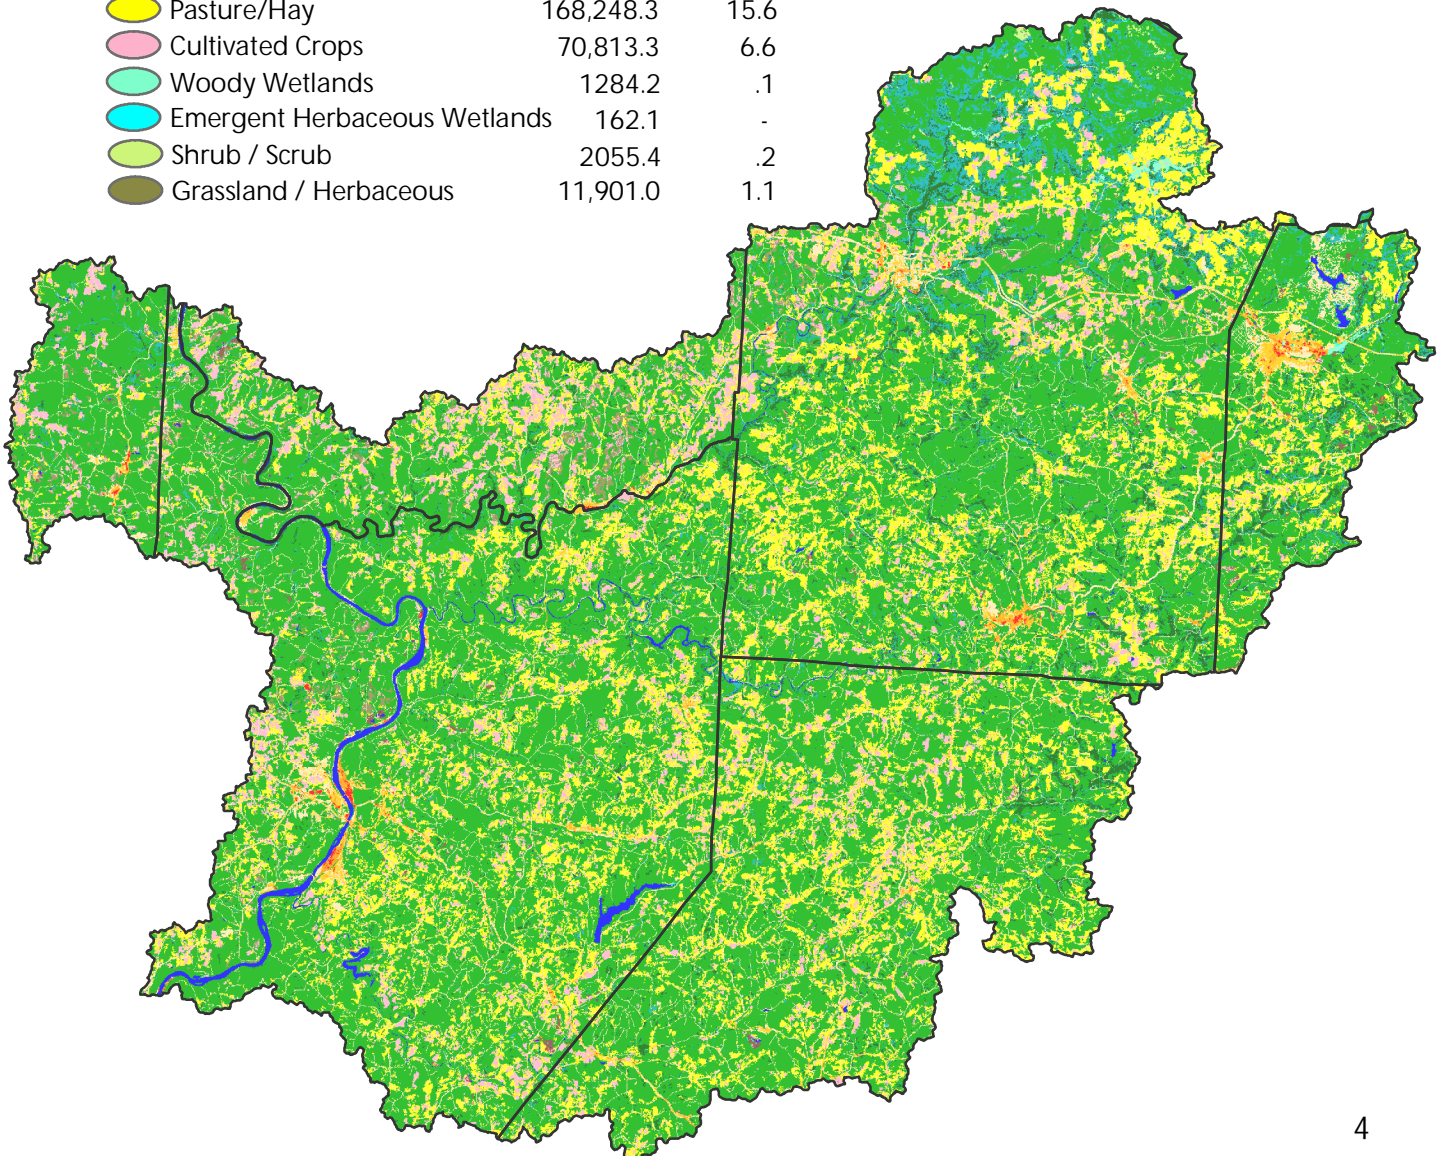 Pasture/Hay 168,248.3 15.6
Cultivated Crops 70,813.3 6.6
Woody Wetlands 1284.2 .1
Emergent Herbaceous Wetlands 162.1 -
Shrub / Scrub 2055.4 .2
Grassland / Herbaceous 11,901.0 1.1
4